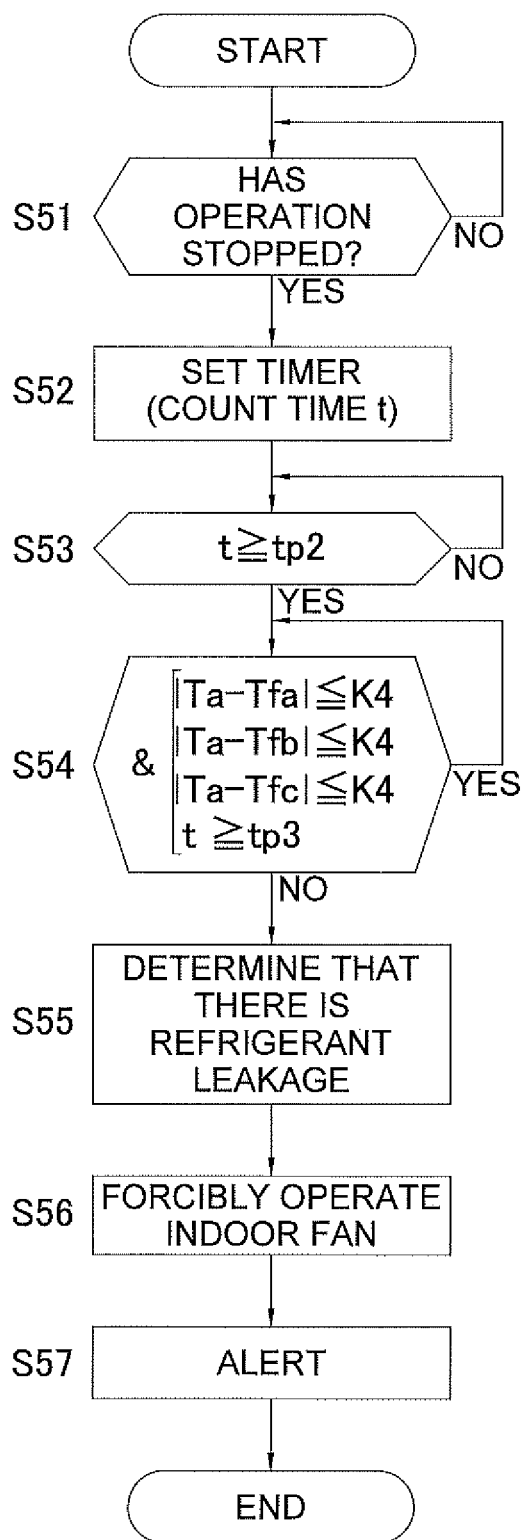 START
S51
HAS
OPERATION
STOPPED?
NO
YES
S52
SET TIMER
(COUNT TIME t)
S53
t≧tp2
NO
YES
S54
&
|Ta-Tfa|≦K4
|Ta-Tfb|≦K4
|Ta-Tfc|≦K4
t ≧tp3
YES
NO
S55
DETERMINE THAT
THERE IS
REFRIGERANT
LEAKAGE
S56
FORCIBLY OPERATE
INDOOR FAN
S57
ALERT
END